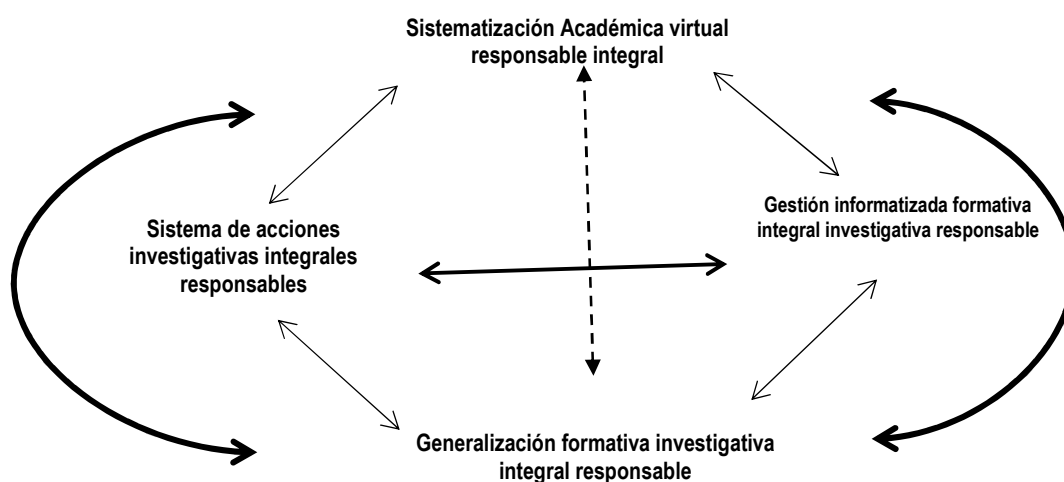 Sistematización Académica virtual
responsable integral
Sistema de acciones
investigativas integrales
responsables
Gestión informatizada formativa
integral investigativa responsable
Generalización formativa investigativa
integral responsable